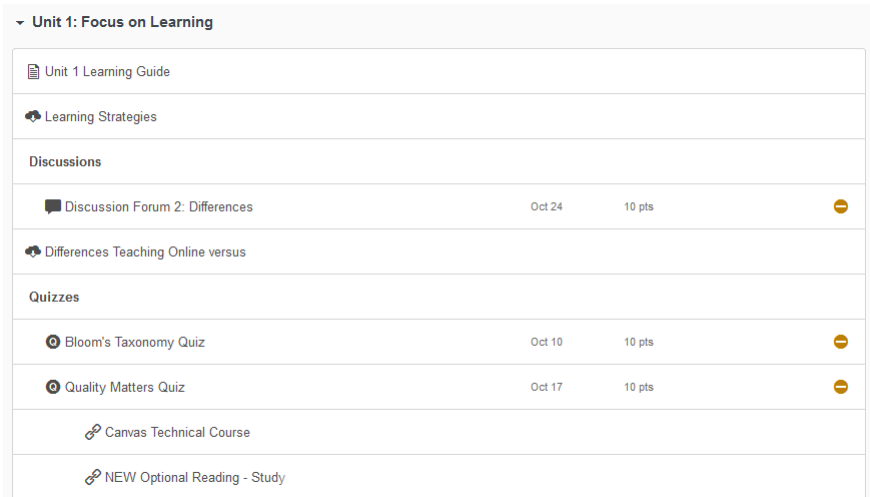 Unit 1: Focus on Learning
Unit 1 Learning Guide
Learning Strategies
Discussions
Discussion Forum 2: Differences Oct 24 10 pts
Differences Teaching Online versus
Quizzes
Q Bloom's Taxonomy Quiz Oct 10 10 pts
Q Quality Matters Quiz Oct 17 10 pts
Canvas Technical Course
NEW Optional Reading - Study